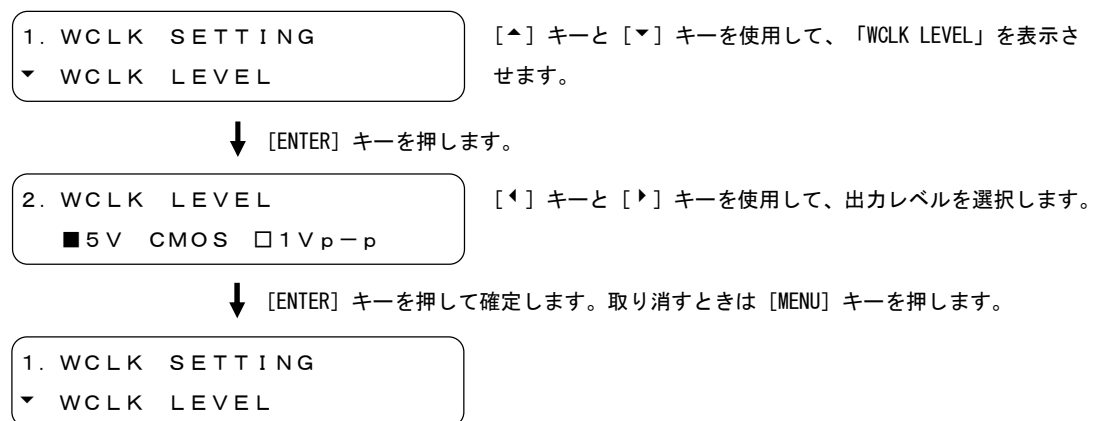 1. WCLK SETTING
▼ WCLK LEVEL
[▲] キーと [▼] キーを使用して、「WCLK LEVEL」を表示さ
せます。
[ENTER] キーを押します。
2. WCLK LEVEL
■5V CMOS □1Vp-p
[◀] キーと [▶] キーを使用して、出力レベルを選択します。
[ENTER] キーを押して確定します。取り消すときは [MENU] キーを押します。
1. WCLK SETTING
▼ WCLK LEVEL